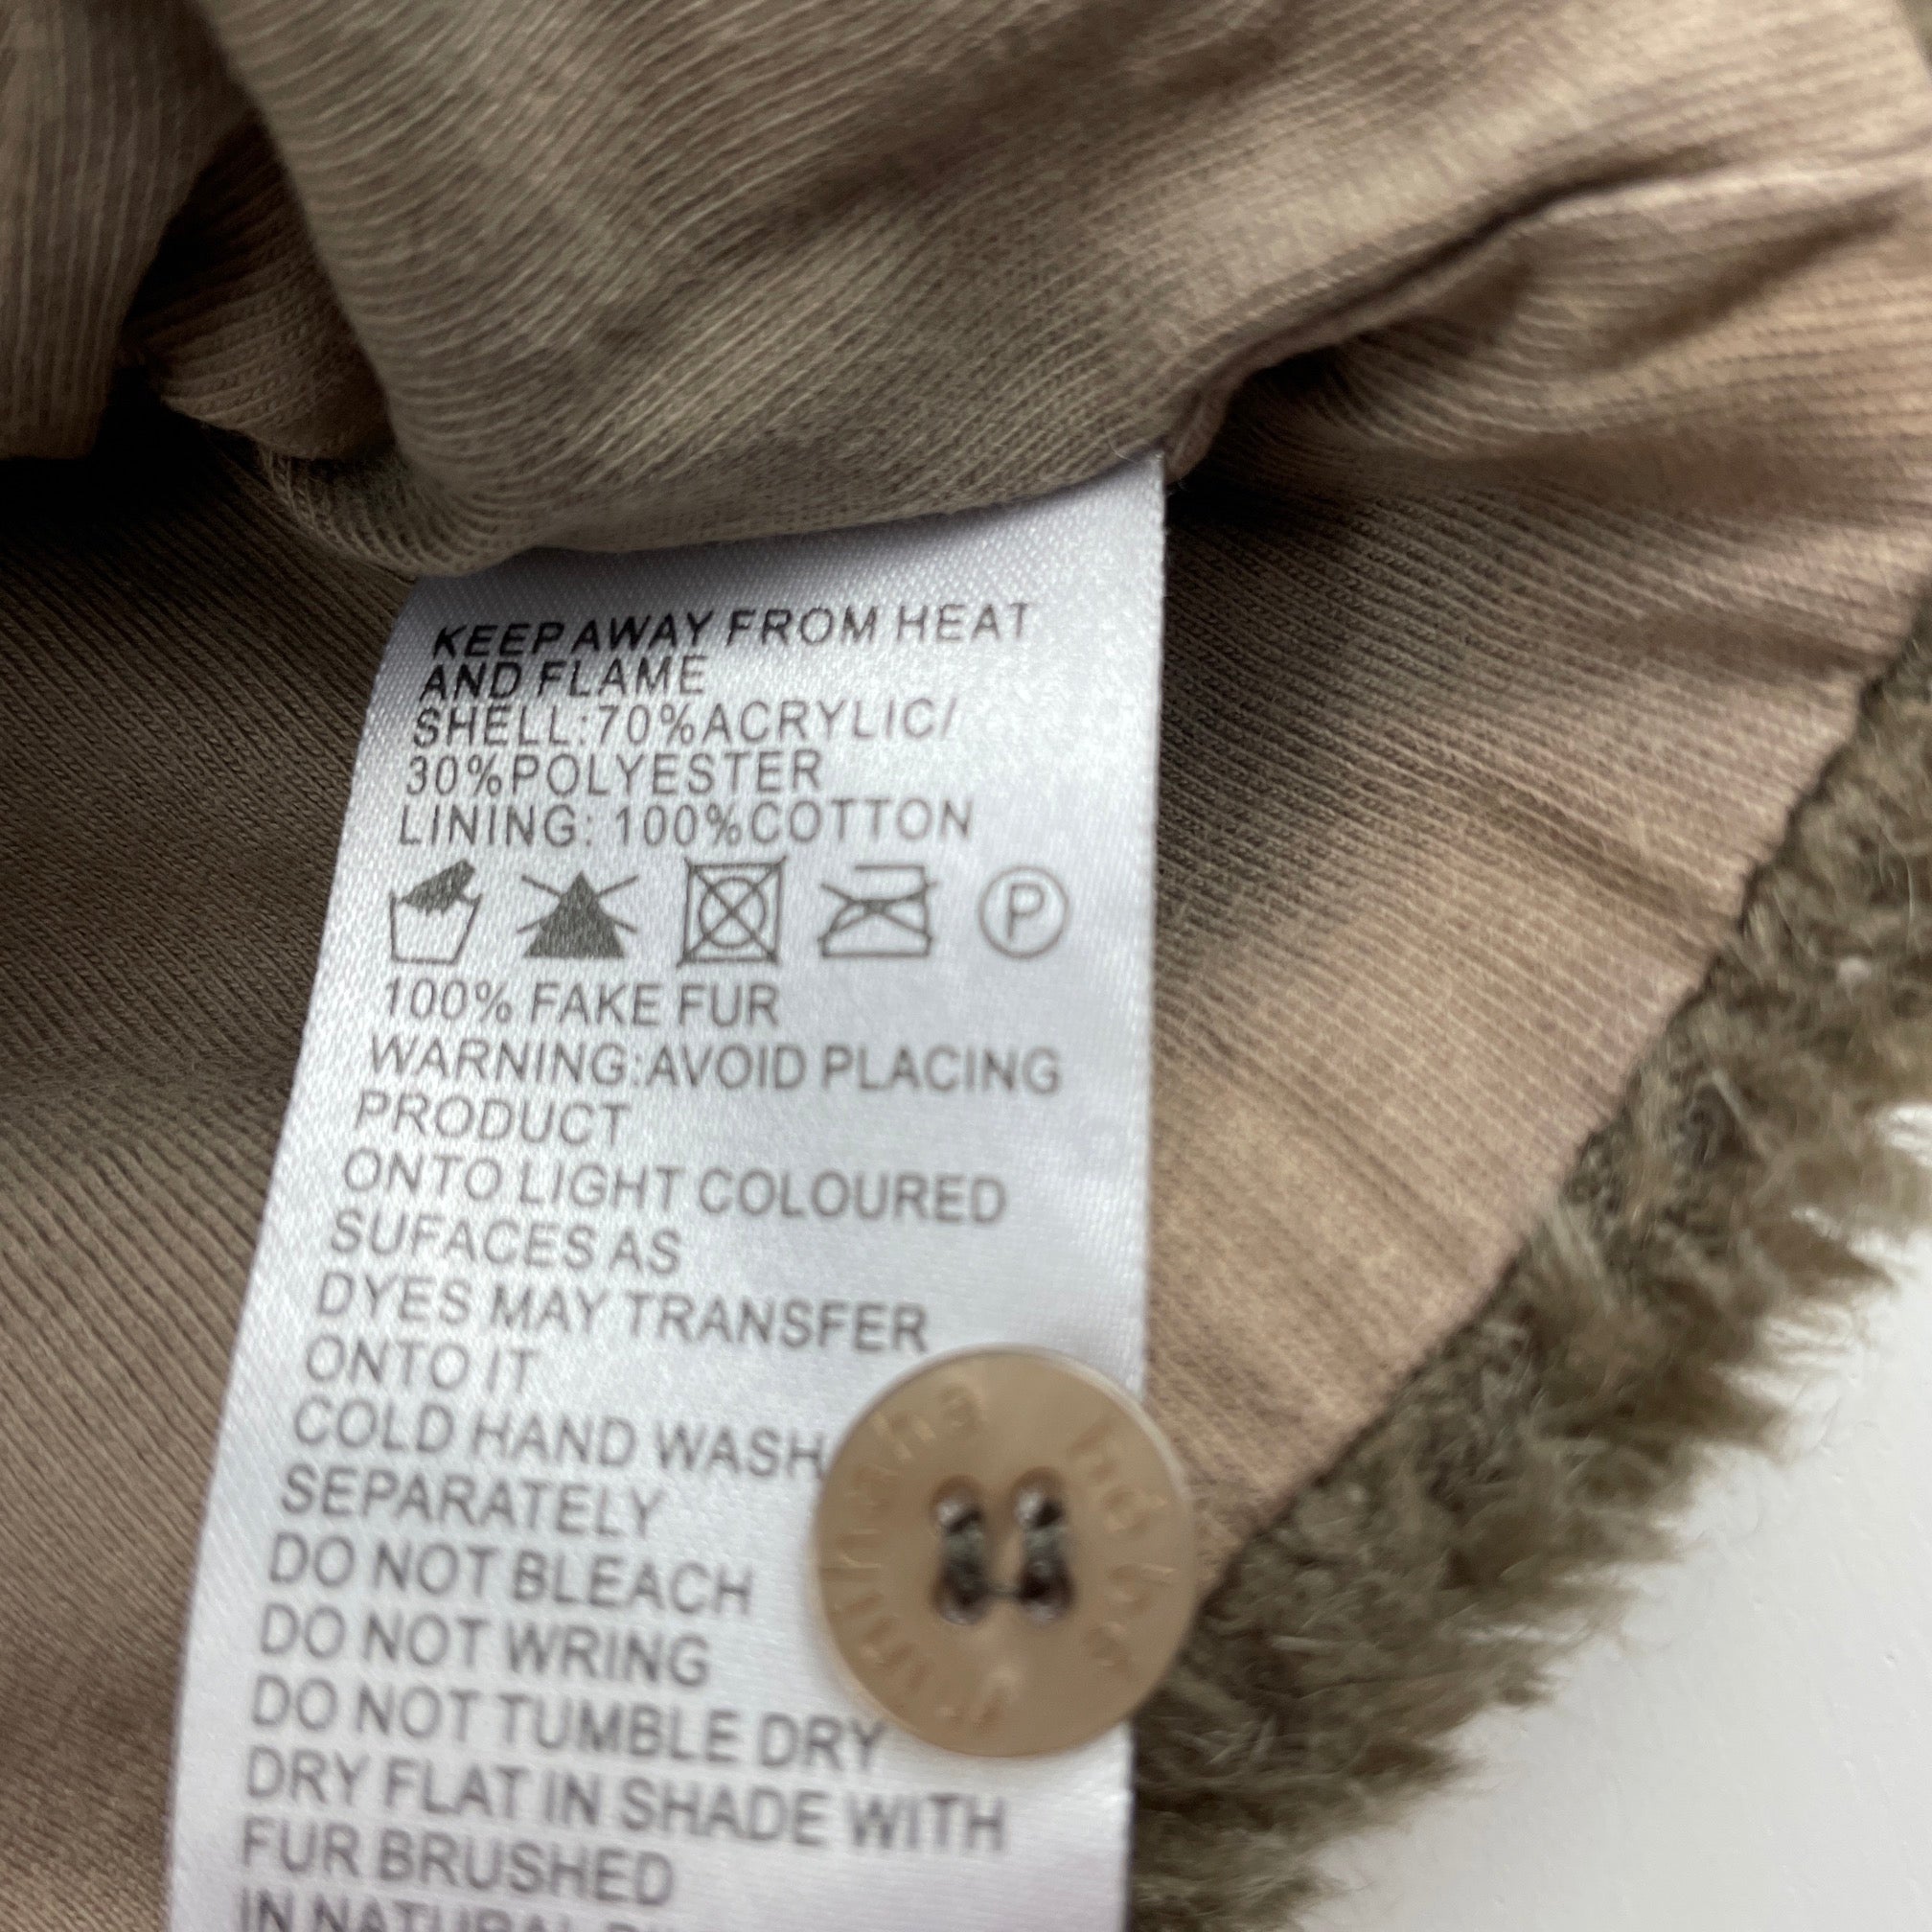 KEEP AWAY FROM HEAT
AND FLAME
SHELL:70%ACRYLIC/
30%POLYESTER
LINING: 100%COTTON
P
100% FAKE FUR
WARNING:AVOID PLACING
PRODUCT
ONTO LIGHT COLOURED
SUFACES AS
DYES MAY TRANSFER
ONTO IT
COLD HAND WASH
SEPARATELY
DO NOT BLEACH
DO NOT WRING
DO NOT TUMBLE DRY
DRY FLAT IN SHADE WITH
FUR BRUSHED
IN NATURAL